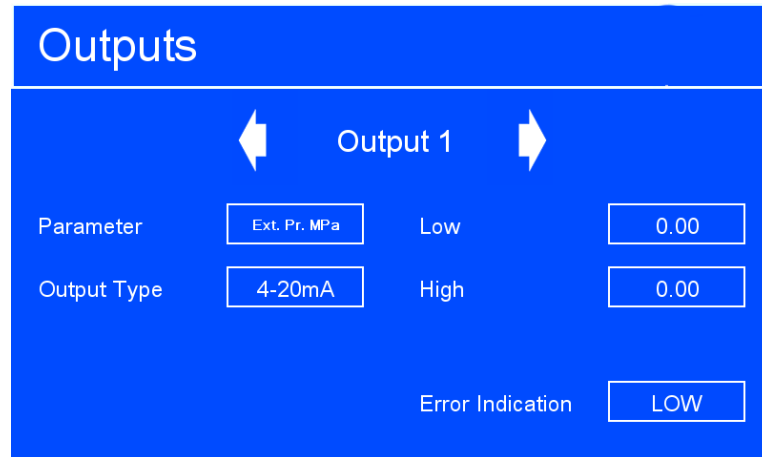 Outputs
Output 1
Parameter Ext. Pr. MPa Low 0.00
Output Type 4-20mA High 0.00
Error Indication LOW